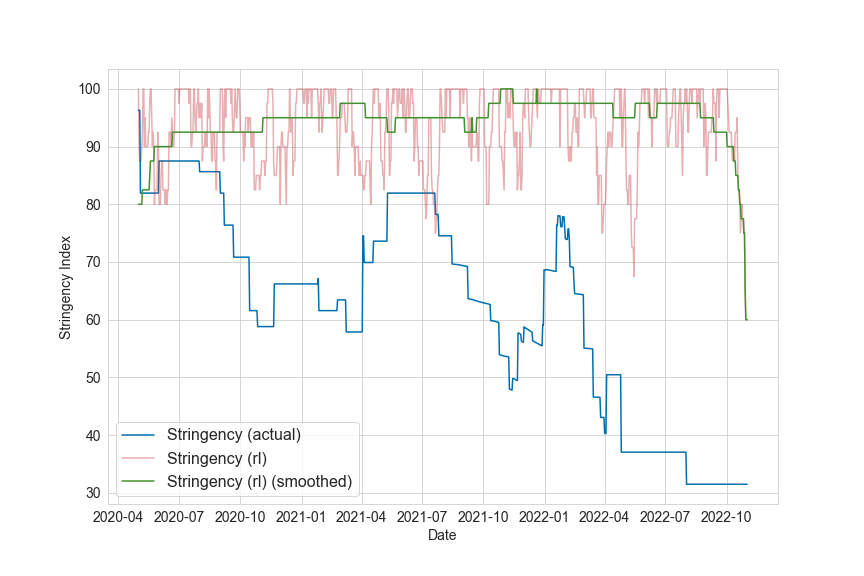 100
90
80
70
60
50
40
30
Stringency Index
Stringency (actual)
Stringency (rl)
Stringency (rl) (smoothed)
2020-04 2020-07 2020-10 2021-01 2021-04 2021-07 2021-10 2022-01 2022-04 2022-07 2022-10
Date